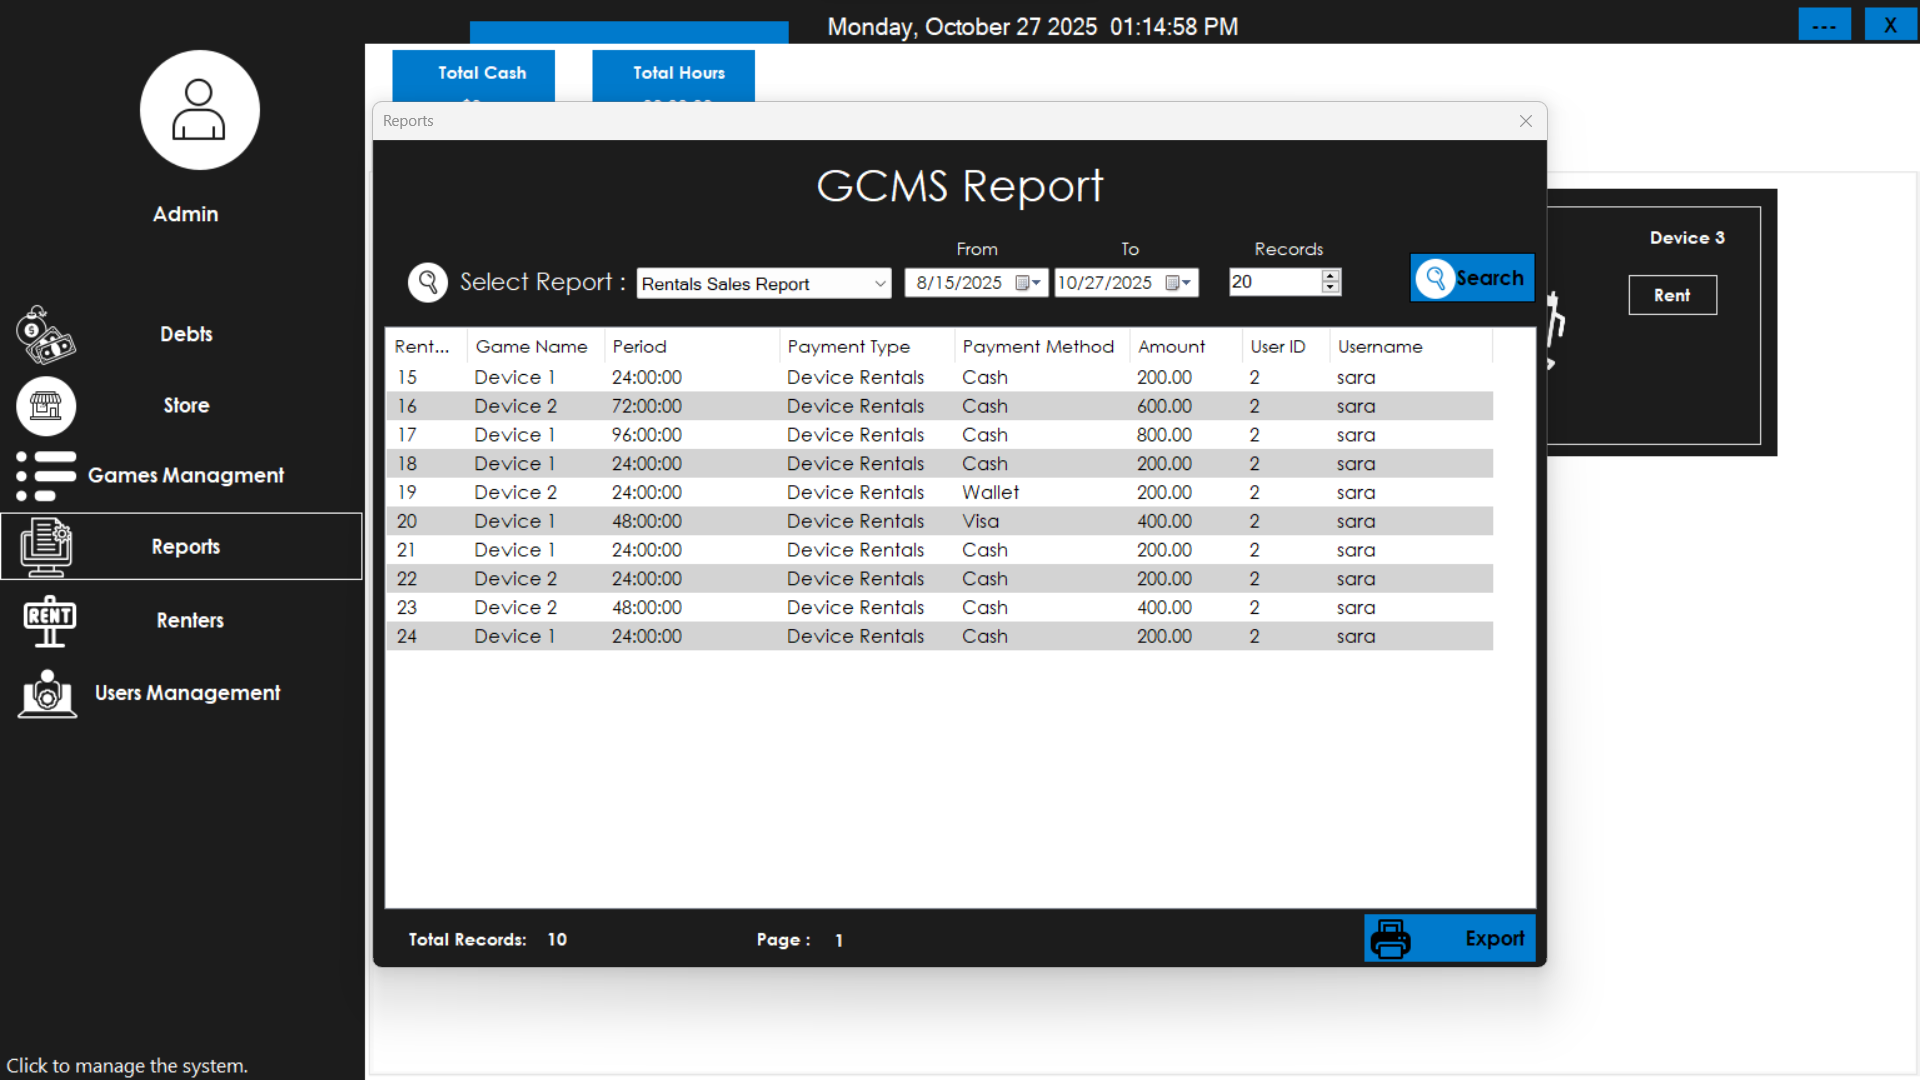 Monday, October 27 2025 01:14:58 PM
---
X
Total Cash
Total Hours
Admin
Debts
Store
Games Managment
Reports
RENT
Renters
Users Management
Click to manage the system.
Reports
GCMS Report
From
To
Records
Select Report :
Rentals Sales Report
8/15/2025
10/27/2025
20
Search
Rent... Game Name Period Payment Type Payment Method Amount User ID Username
15 Device 1 24:00:00 Device Rentals Cash 200.00 2 sara
16 Device 2 72:00:00 Device Rentals Cash 600.00 2 sara
17 Device 1 96:00:00 Device Rentals Cash 800.00 2 sara
18 Device 1 24:00:00 Device Rentals Cash 200.00 2 sara
19 Device 2 24:00:00 Device Rentals Wallet 200.00 2 sara
20 Device 1 48:00:00 Device Rentals Visa 400.00 2 sara
21 Device 1 24:00:00 Device Rentals Cash 200.00 2 sara
22 Device 2 24:00:00 Device Rentals Cash 200.00 2 sara
23 Device 2 48:00:00 Device Rentals Cash 400.00 2 sara
24 Device 1 24:00:00 Device Rentals Cash 200.00 2 sara
Total Records: 10
Page : 1
Export
Device 3
Rent